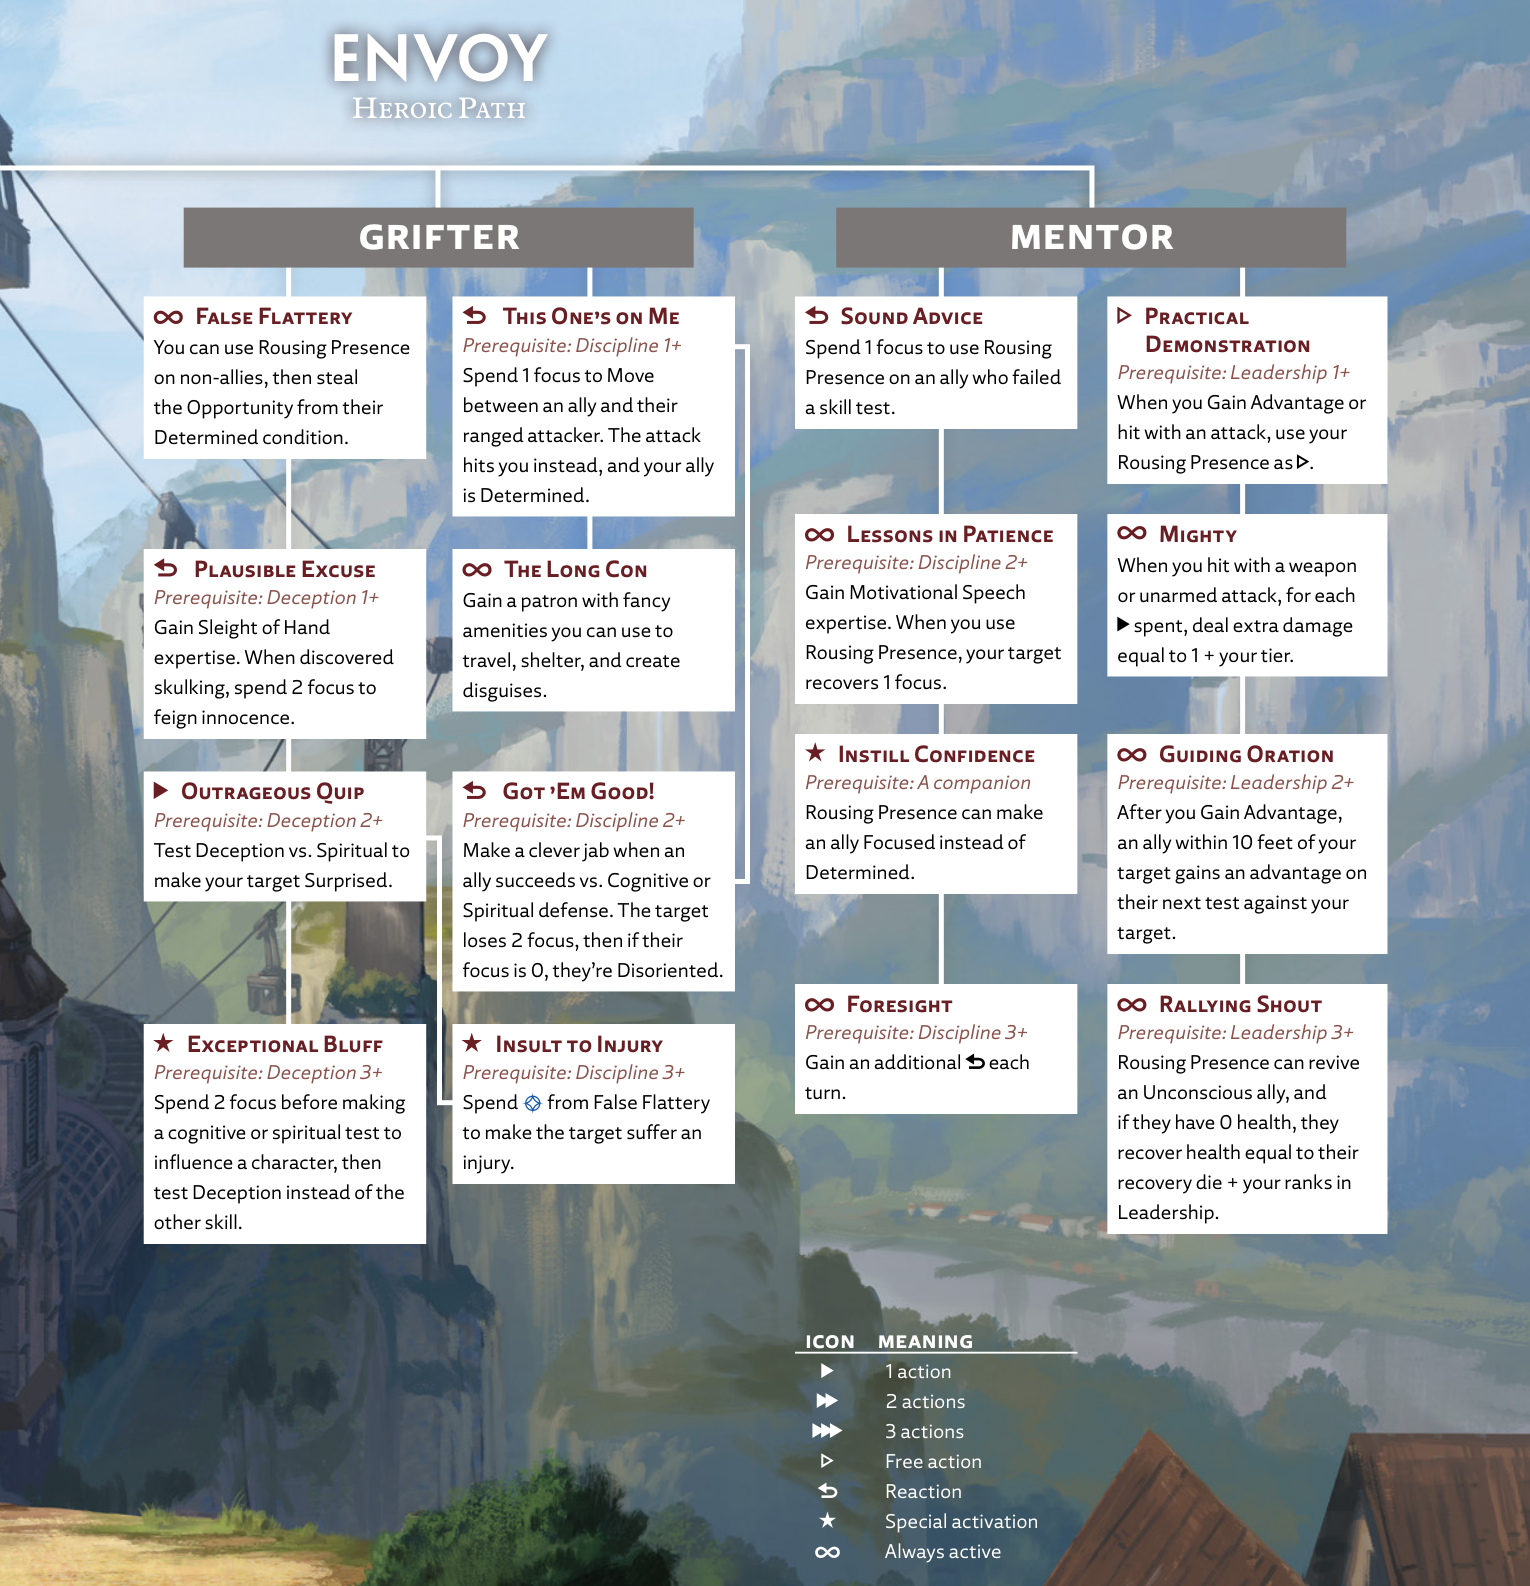 ENVOY
Heroic Path
GRIFTER
False Flattery
You can use Rousing Presence
on non-allies, then steal
the Opportunity from their
Determined condition.
Plausible Excuse
Prerequisite: Deception 1+
Gain Sleight of Hand
expertise. When discovered
skulking, spend 2 focus to
feign innocence.
Outrageous Quip
Prerequisite: Deception 2+
Test Deception vs. Spiritual to
make your target Surprised.
Exceptional Bluff
Prerequisite: Deception 3+
Spend 2 focus before making
a cognitive or spiritual test to
influence a character, then
test Deception instead of the
other skill.
This One's on Me
Prerequisite: Discipline 1+
Spend 1 focus to Move
between an ally and their
ranged attacker. The attack
hits you instead, and your ally
is Determined.
The Long Con
Gain a patron with fancy
amenities you can use to
travel, shelter, and create
disguises.
Got 'Em Good!
Prerequisite: Discipline 2+
Make a clever jab when an
ally succeeds vs. Cognitive or
Spiritual defense. The target
loses 2 focus, then if their
focus is 0, they're Disoriented.
Insult to Injury
Prerequisite: Discipline 3+
Spend from False Flattery
to make the target suffer an
injury.
MENTOR
Sound Advice
Spend 1 focus to use Rousing
Presence on an ally who failed
a skill test.
Lessons in Patience
Prerequisite: Discipline 2+
Gain Motivational Speech
expertise. When you use
Rousing Presence, your target
recovers 1 focus.
Instill Confidence
Prerequisite: A companion
Rousing Presence can make
an ally Focused instead of
Determined.
Foresight
Prerequisite: Discipline 3+
Gain an additional each
turn.
Practical
Demonstration
Prerequisite: Leadership 1+
When you Gain Advantage or
hit with an attack, use your
Rousing Presence as ▷.
Mighty
When you hit with a weapon
or unarmed attack, for each
▶ spent, deal extra damage
equal to 1 + your tier.
Guiding Oration
Prerequisite: Leadership 2+
After you Gain Advantage,
an ally within 10 feet of your
target gains an advantage on
their next test against your
target.
Rallying Shout
Prerequisite: Leadership 3+
Rousing Presence can revive
an Unconscious ally, and
if they have 0 health, they
recover health equal to their
recovery die + your ranks in
Leadership.
ICON MEANING
▶ 1 action
▶▶ 2 actions
▶▶▶ 3 actions
▷ Free action
Reaction
★ Special activation
∞ Always active